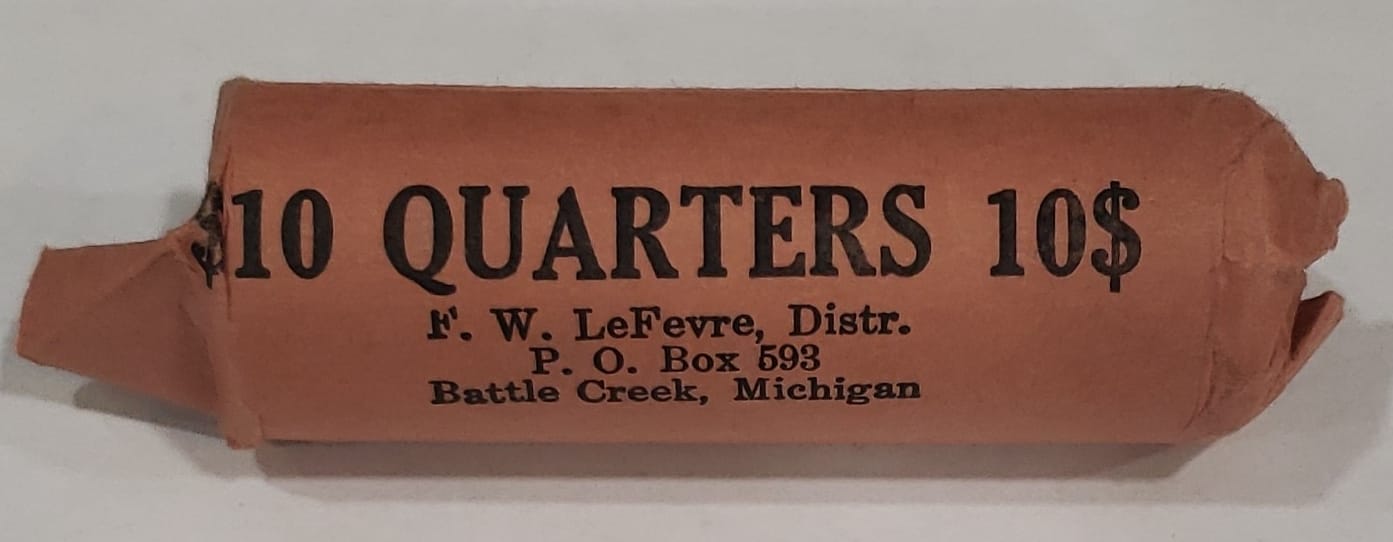 $10 QUARTERS 10$
F. W. LeFevre, Distr.
P. O. Box 593
Battle Creek, Michigan